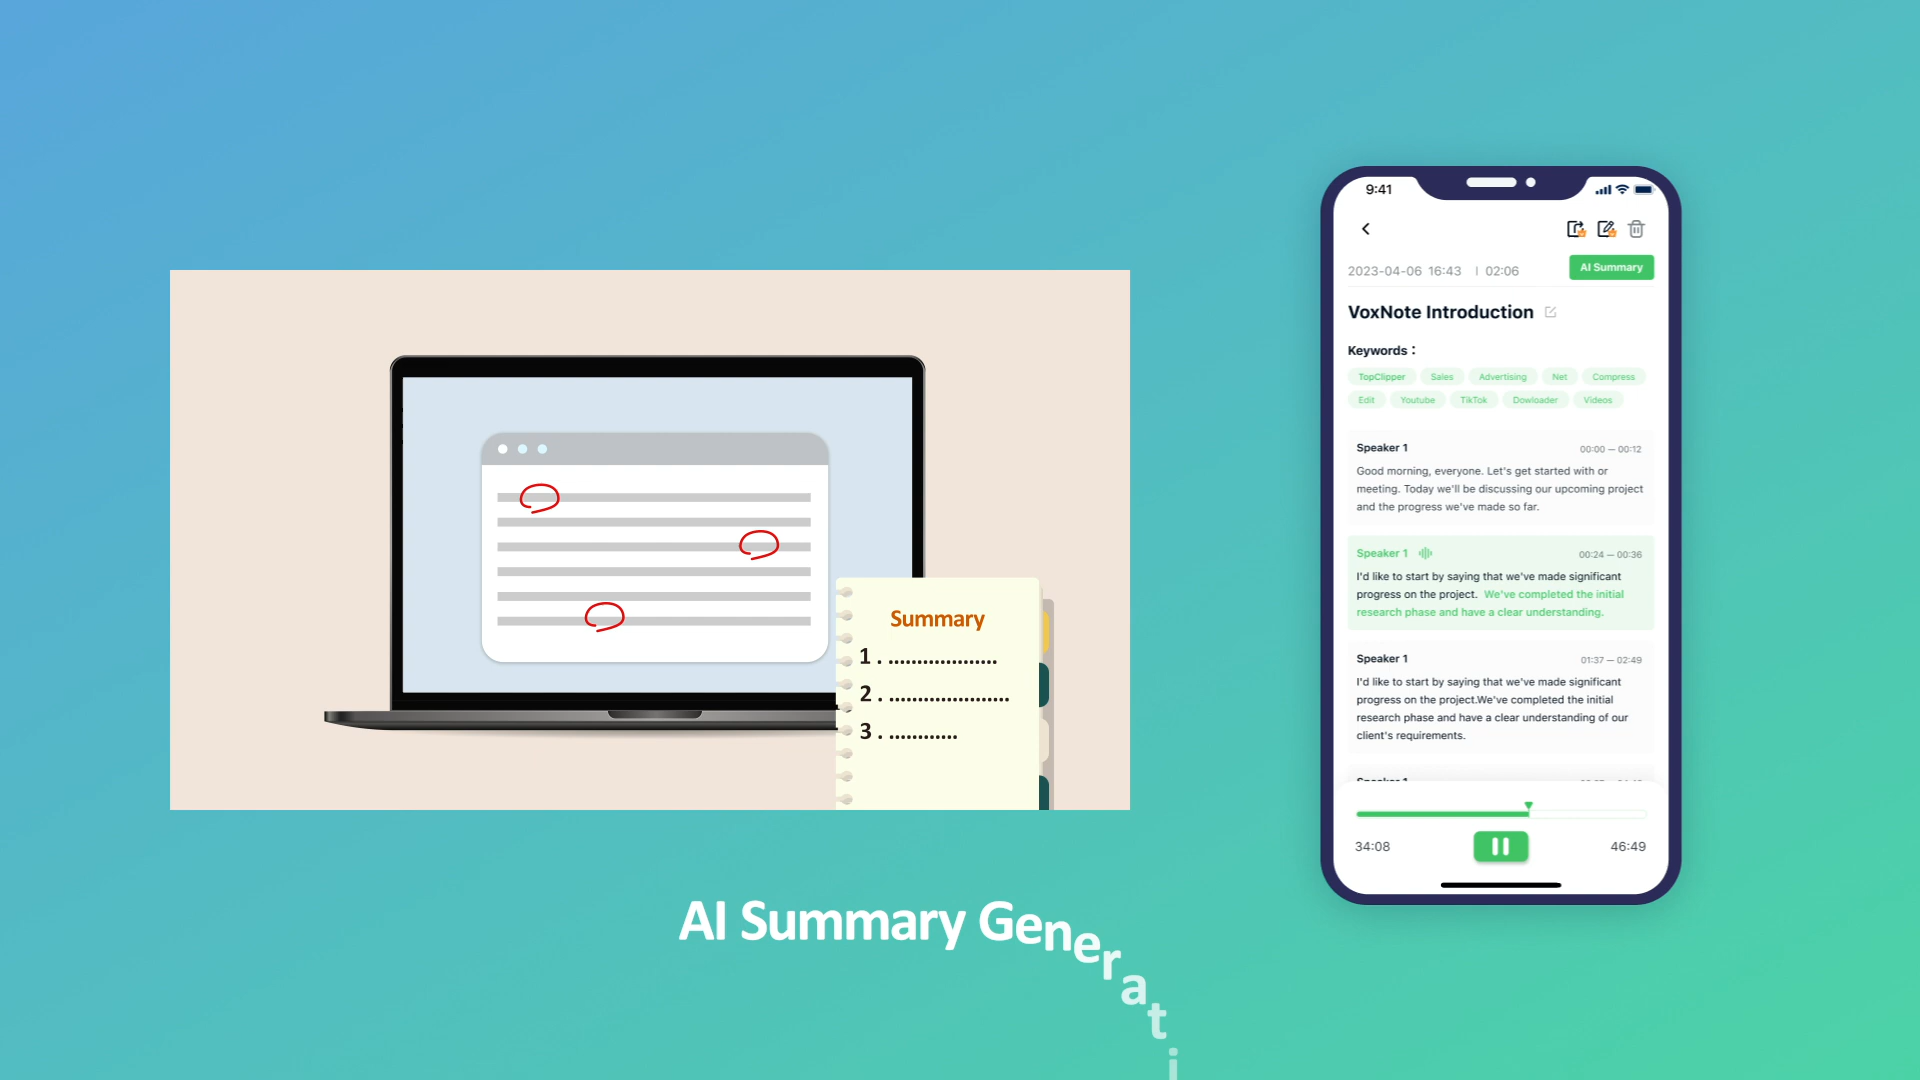 Summary
1 . ...................
2 . .....................
3 . ............
AI Summary Generati
9:41
2023-04-06 16:43 | 02:06
AI Summary
VoxNote Introduction
Keywords :
TopClipper Sales Advertising Net Compress
Edit Youtube TikTok Dowloader Videos
Speaker 1 00:00 — 00:12
Good morning, everyone. Let's get started with or
meeting. Today we'll be discussing our upcoming project
and the progress we've made so far.
Speaker 1 00:24 — 00:36
I'd like to start by saying that we've made significant
progress on the project. We've completed the initial
research phase and have a clear understanding.
Speaker 1 01:37 — 02:49
I'd like to start by saying that we've made significant
progress on the project.We've completed the initial
research phase and have a clear understanding of our
client's requirements.
Speaker 1
34:08 46:49